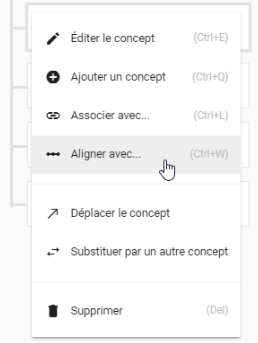 Éditer le concept (Ctrl+E)
Ajouter un concept (Ctrl+Q)
Associer avec... (Ctrl+L)
Aligner avec... (Ctrl+W)
Déplacer le concept
Substituer par un autre concept
Supprimer (Del)